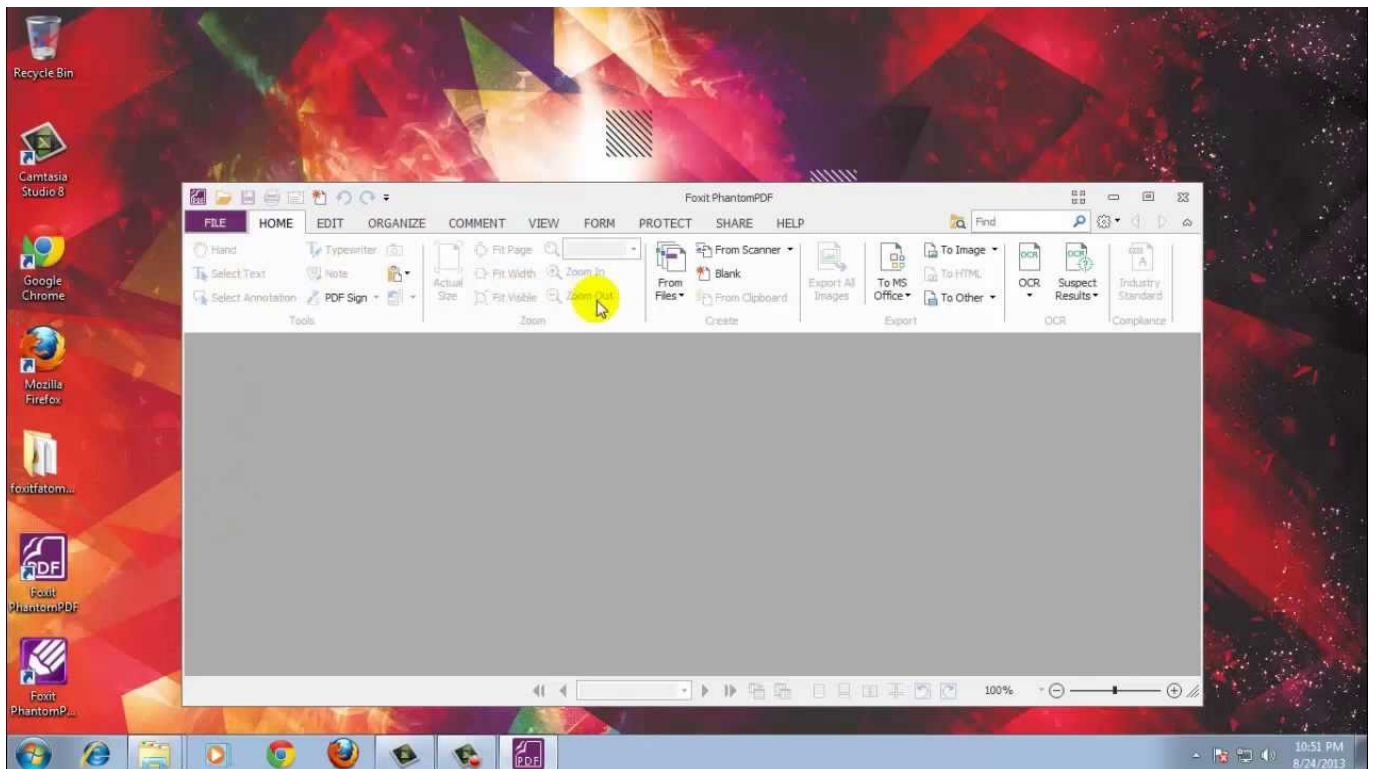 Recycle Bin
Camtasia
Studio 8
Google
Chrome
Mozilla
Firefox
foxitfatom...
PDF
Foxit
PhantomPDF
Foxit
PhantomP...
Foxit PhantomPDF
FILE HOME EDIT ORGANIZE COMMENT VIEW FORM PROTECT SHARE HELP Find
Hand Typewriter Fit Page From Scanner To Image
Select Text Note Actual Size Fit Width Zoom In From Files Blank Export All Images To MS Office To HTML OCR Suspect Results Industry Standard
Select Annotation PDF Sign Fit Visible Zoom Out From Clipboard To Other
Tools Zoom Create Export OCR Compliance
100%
PDF
10:51 PM
8/24/2013